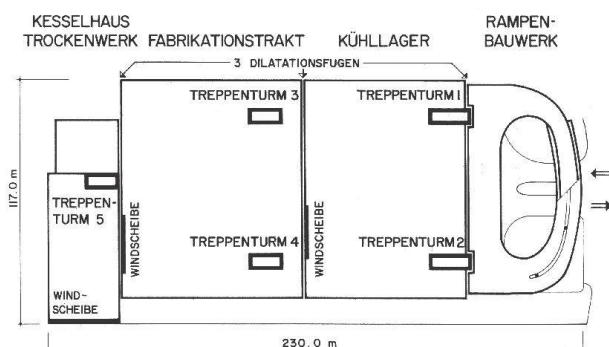 KESSELHAUS
TROCKENWERK
FABRIKATIONSTRAKT
KÜHLLAGER
RAMPEN-
BAUWERK
3 DILATATIONSFUGEN
TREPPENTURM 3
TREPPENTURM 1
117.0 m
TREPPEN-
TURM 5
WINDSCHEIBE
WINDSCHEIBE
TREPPENTURM 4
TREPPENTURM 2
WIND-
SCHEIBE
230.0 m